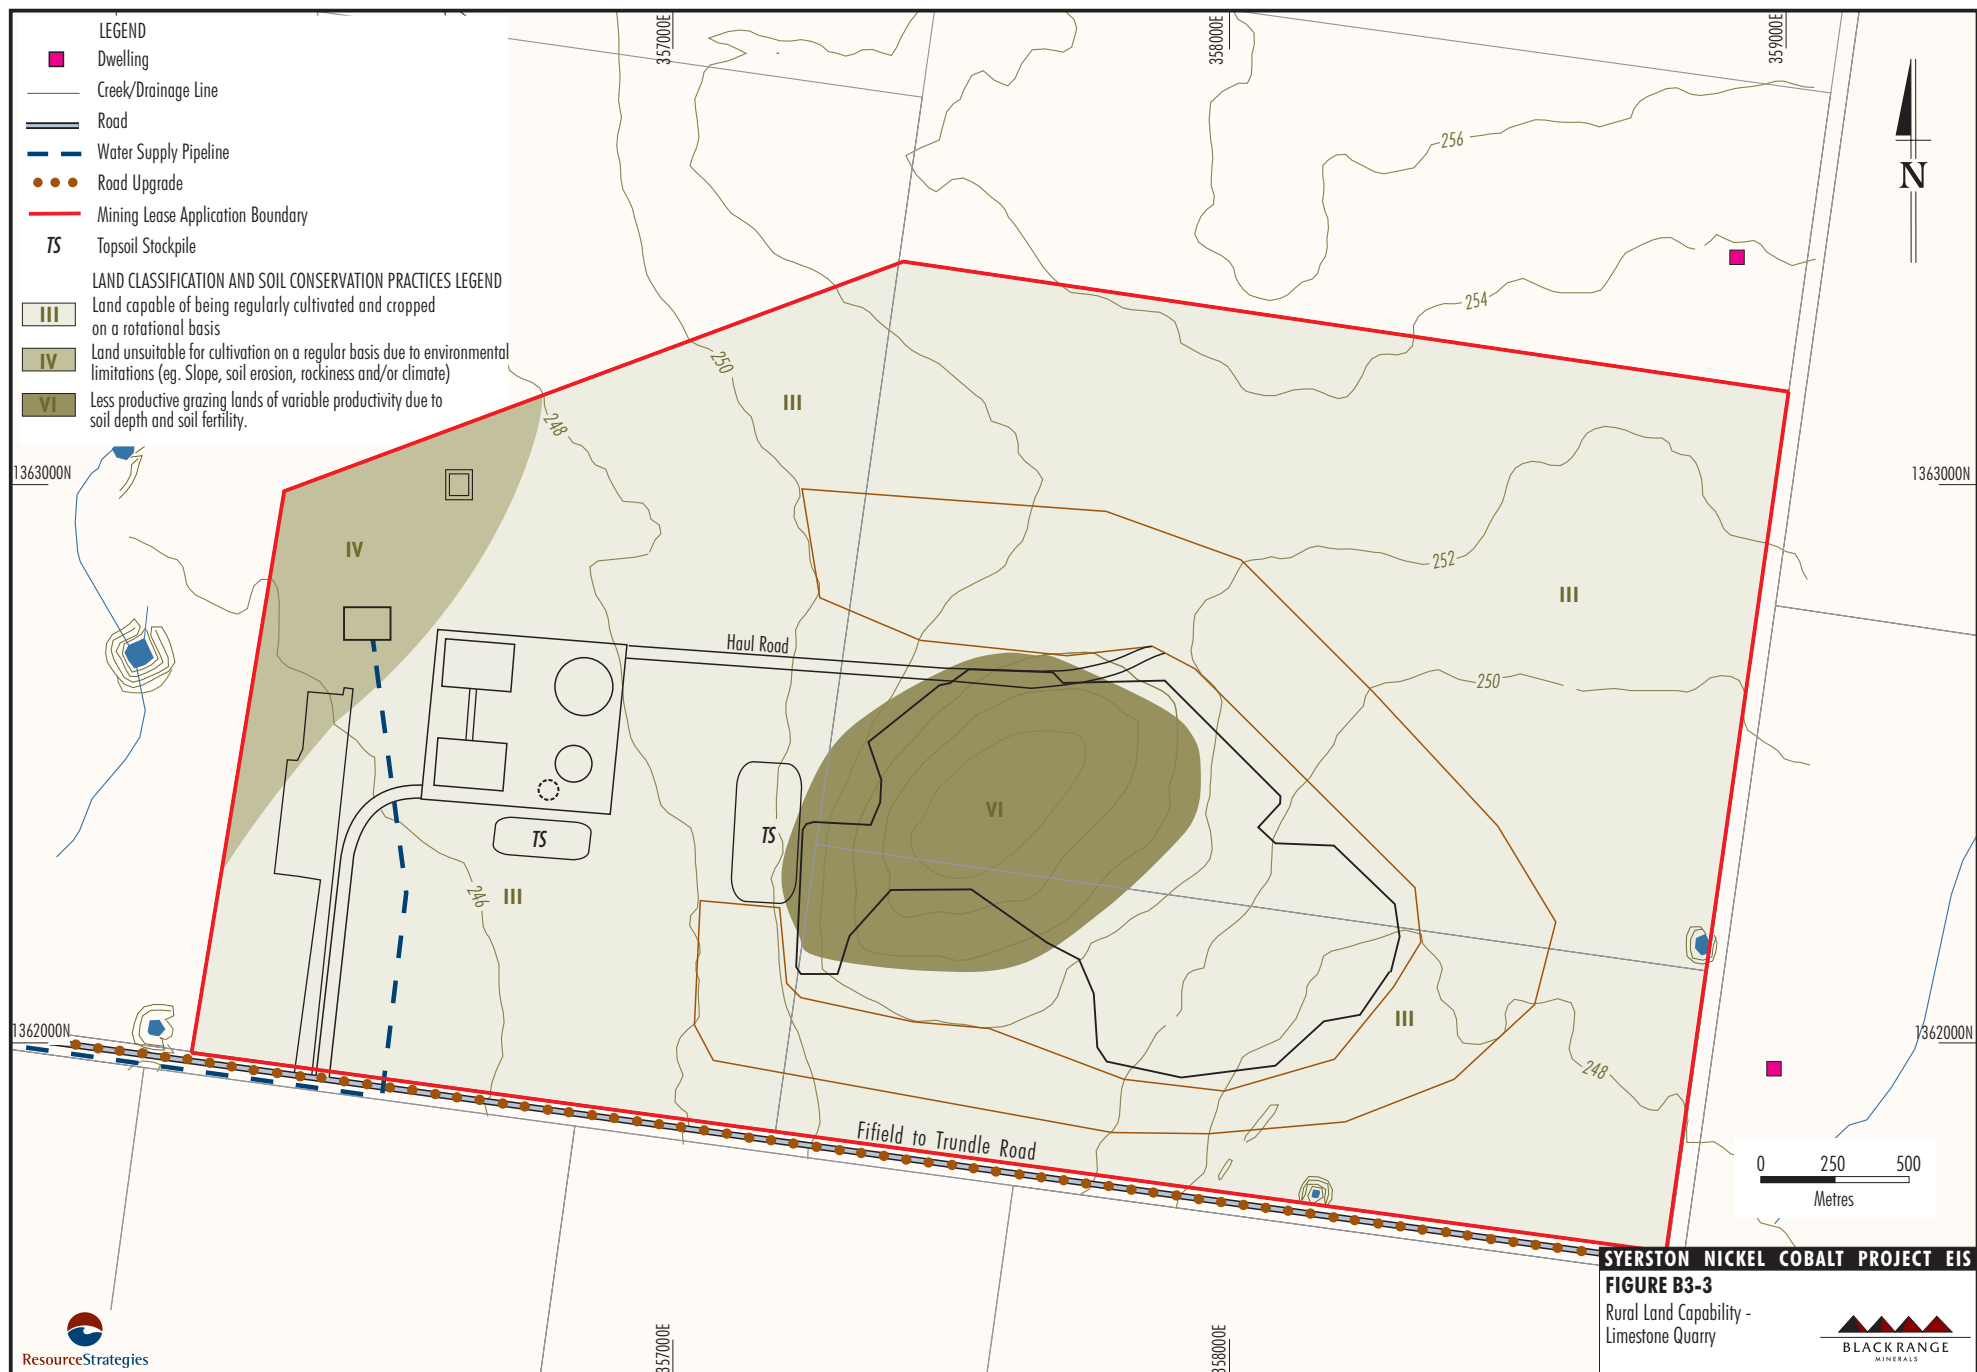 LEGEND
Dwelling
Creek/Drainage Line
Road
Water Supply Pipeline
Road Upgrade
Mining Lease Application Boundary
TS Topsoil Stockpile
LAND CLASSIFICATION AND SOIL CONSERVATION PRACTICES LEGEND
III Land capable of being regularly cultivated and cropped
on a rotational basis
IV Land unsuitable for cultivation on a regular basis due to environmental
limitations (eg. Slope, soil erosion, rockiness and/or climate)
VI Less productive grazing lands of variable productivity due to
soil depth and soil fertility.
357000E
358000E
359000E
N
256
254
250
III
248
1363000N
1363000N
IV
252
III
Haul Road
250
VI
TS
TS
246
III
III
1362000N
1362000N
248
Fifield to Trundle Road
0 250 500
Metres
357000E
358000E
SYERSTON NICKEL COBALT PROJECT EIS
FIGURE B3-3
Rural Land Capability -
Limestone Quarry
BLACK RANGE
MINERALS
ResourceStrategies